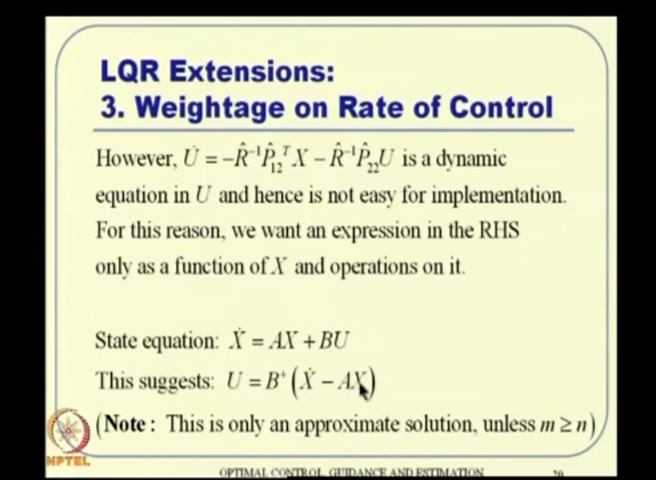 LQR Extensions:
3. Weightage on Rate of Control
However, U̇ = −R̂⁻¹P̂₁₂ᵀ X − R̂⁻¹P̂₂₂U is a dynamic
equation in U and hence is not easy for implementation.
For this reason, we want an expression in the RHS
only as a function of X and operations on it.
State equation: Ẋ = AX + BU
This suggests: U = B⁺(Ẋ − AX)
(Note : This is only an approximate solution, unless m ≥ n)
NPTEL
OPTIMAL CONTROL, GUIDANCE AND ESTIMATION